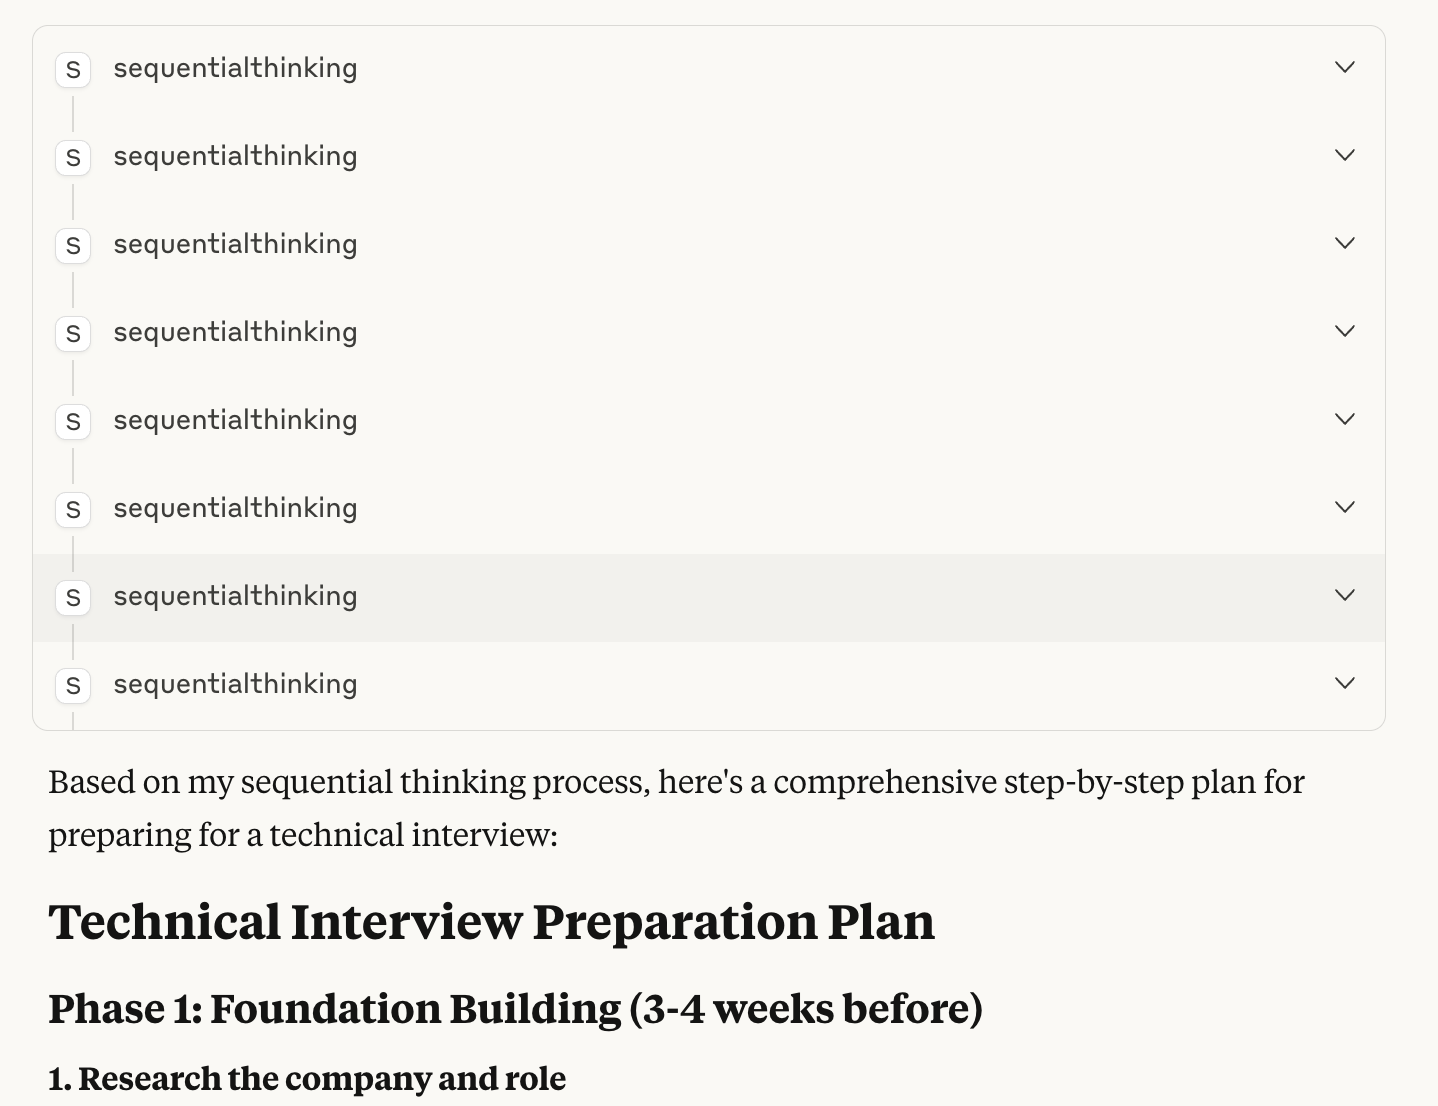 S sequentialthinking
S sequentialthinking
S sequentialthinking
S sequentialthinking
S sequentialthinking
S sequentialthinking
S sequentialthinking
S sequentialthinking
Based on my sequential thinking process, here's a comprehensive step-by-step plan for
preparing for a technical interview:
Technical Interview Preparation Plan
Phase 1: Foundation Building (3-4 weeks before)
1. Research the company and role